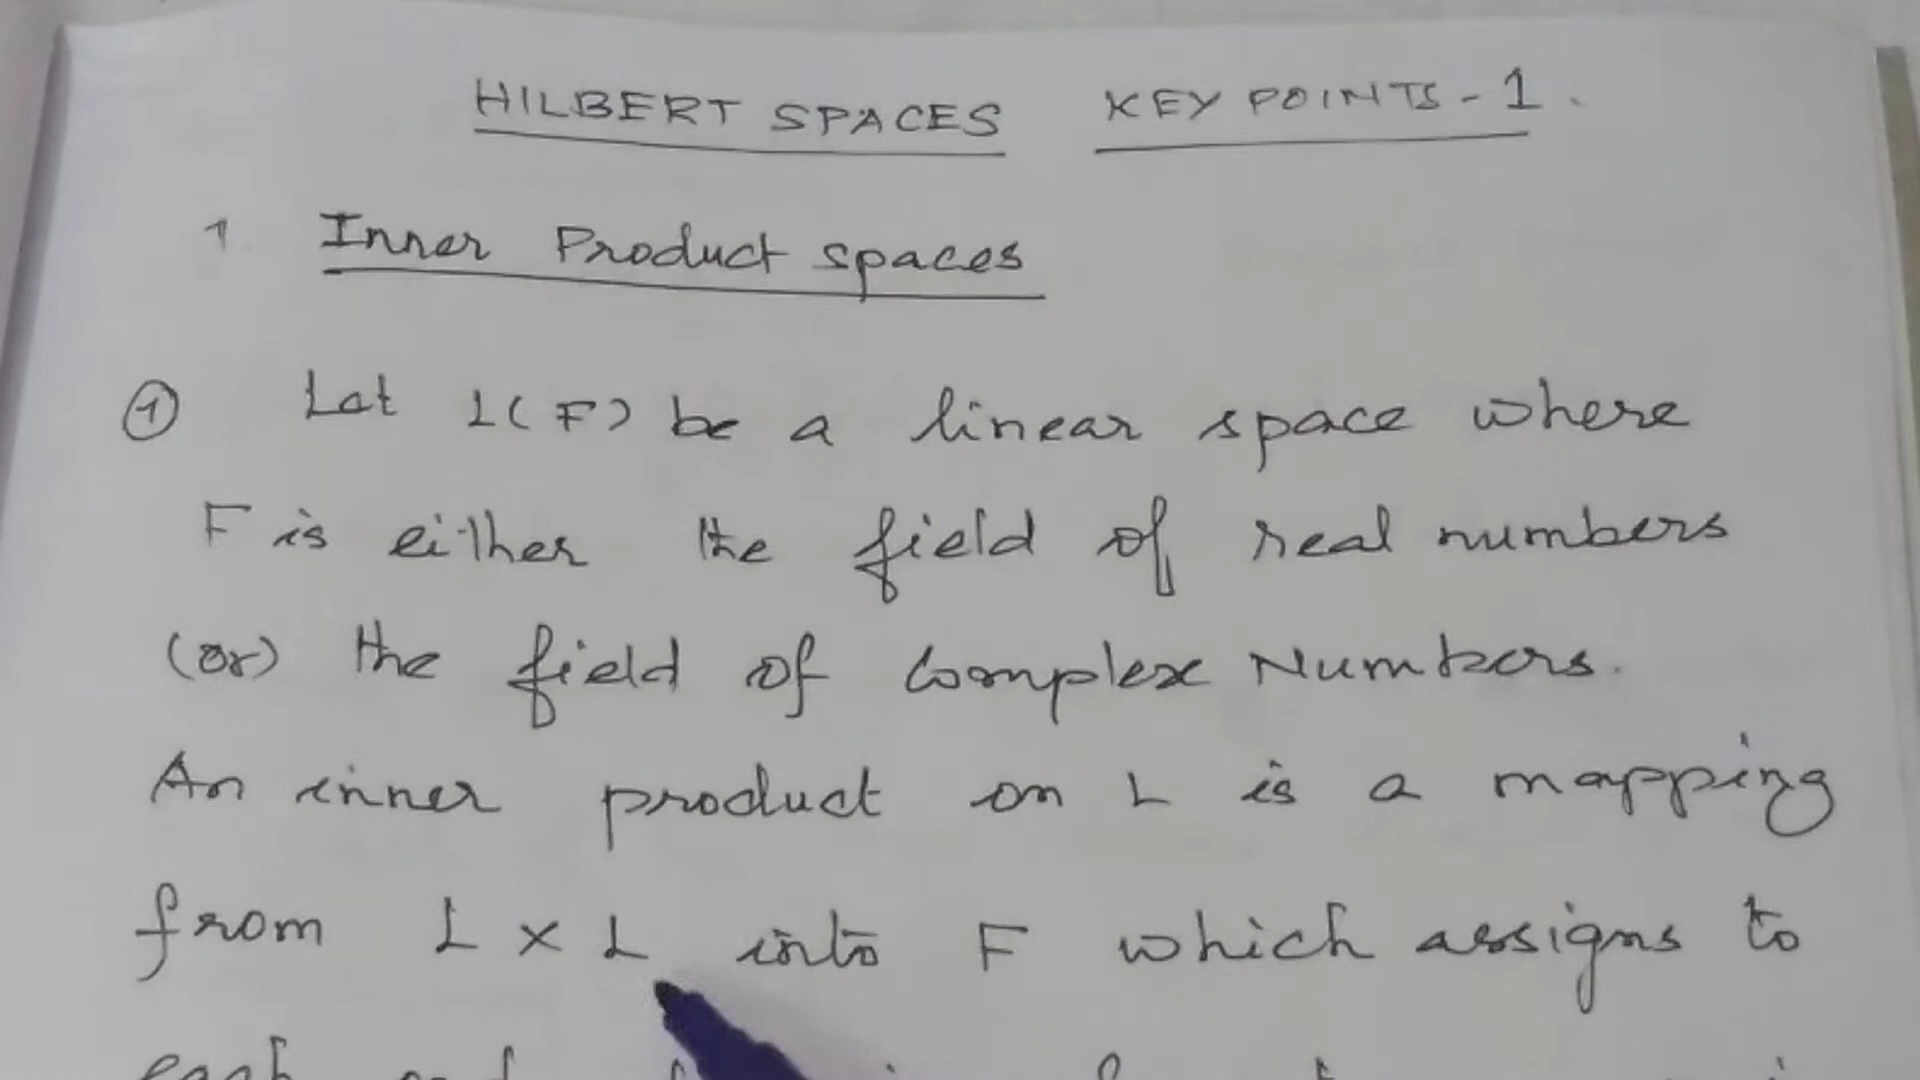 HILBERT SPACES KEY POINTS - 1.
1. Inner Product spaces
① Let L(F) be a linear space where
F is either the field of real numbers
(or) the field of Complex Numbers.
An inner product on L is a mapping
from L × L into F which assigns to
each